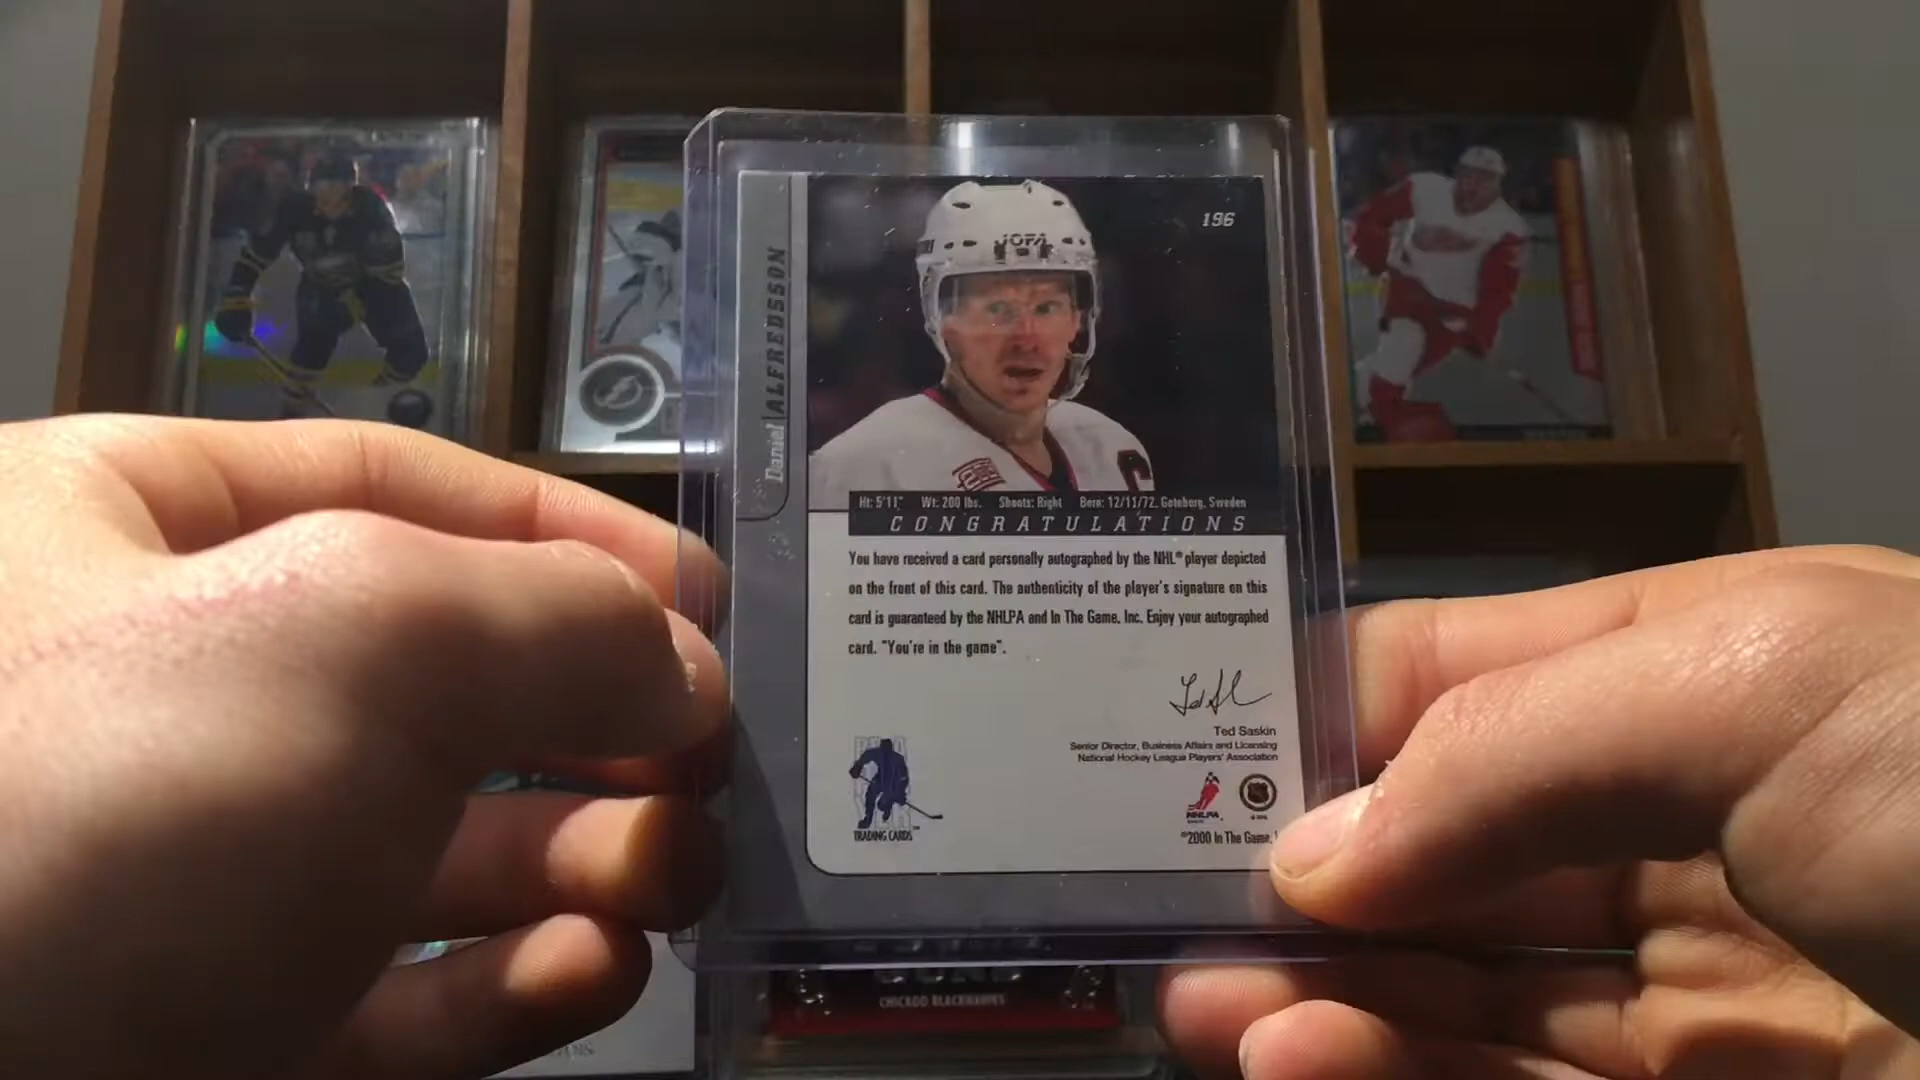 196
JOFA
Daniel ALFREDSSON
Ht: 5'11" Wt: 200 lbs. Shoots: Right Born: 12/11/72, Goteborg, Sweden
CONGRATULATIONS
You have received a card personally autographed by the NHL® player depicted
on the front of this card. The authenticity of the player's signature on this
card is guaranteed by the NHLPA and In The Game, Inc. Enjoy your autographed
card. "You're in the game".
Ted Saskin
Senior Director, Business Affairs and Licensing
National Hockey League Players' Association
TRADING CARDS™
NHLPA
©2000 In The Game,
CHICAGO BLACKHAWKS